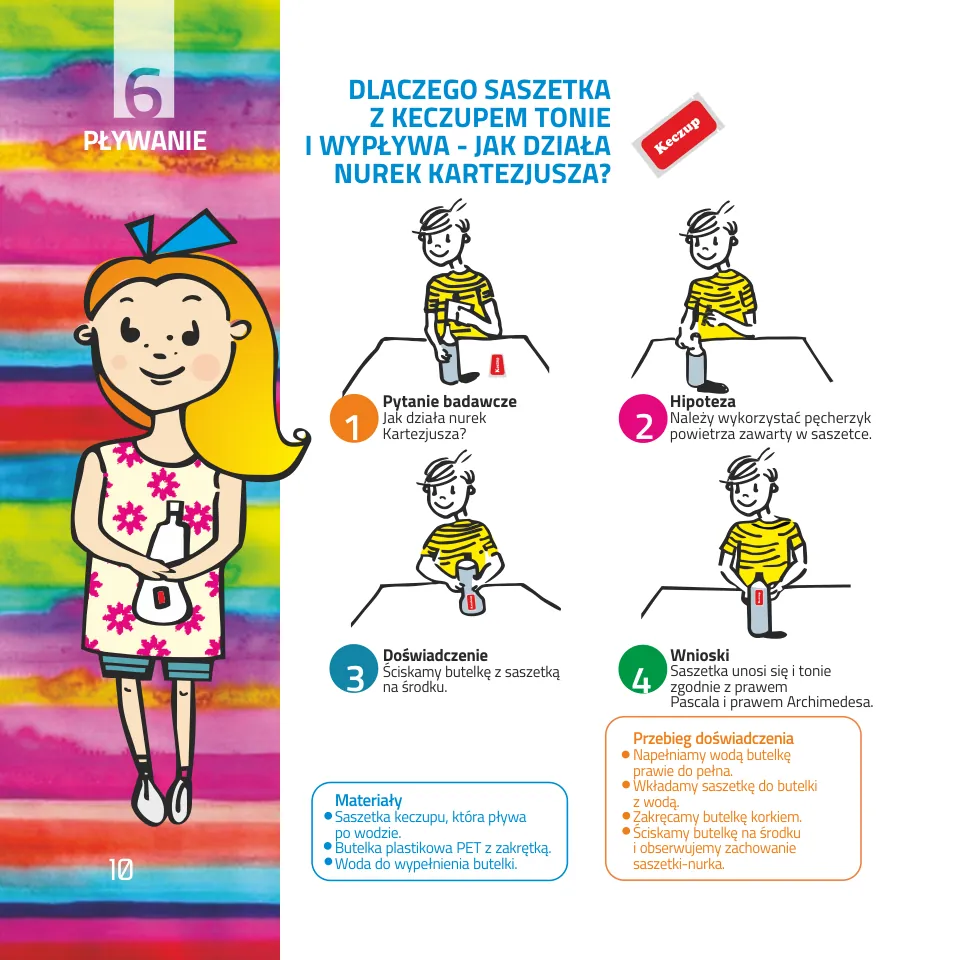 6
PŁYWANIE
DLACZEGO SASZETKA
Z KECZUPEM TONIE
I WYPŁYWA - JAK DZIAŁA
NUREK KARTEZJUSZA?
Keczup
1
Pytanie badawcze
Jak działa nurek
Kartezjusza?
2
Hipoteza
Należy wykorzystać pęcherzyk
powietrza zawarty w saszetce.
3
Doświadczenie
Ściskamy butelkę z saszetką
na środku.
4
Wnioski
Saszetka unosi się i tonie
zgodnie z prawem
Pascala i prawem Archimedesa.
Materiały
• Saszetka keczupu, która pływa
po wodzie.
• Butelka plastikowa PET z zakrętką.
• Woda do wypełnienia butelki.
Przebieg doświadczenia
• Napełniamy wodą butelkę
prawie do pełna.
• Wkładamy saszetkę do butelki
z wodą.
• Zakręcamy butelkę korkiem.
• Ściskamy butelkę na środku
i obserwujemy zachowanie
saszetki-nurka.
10